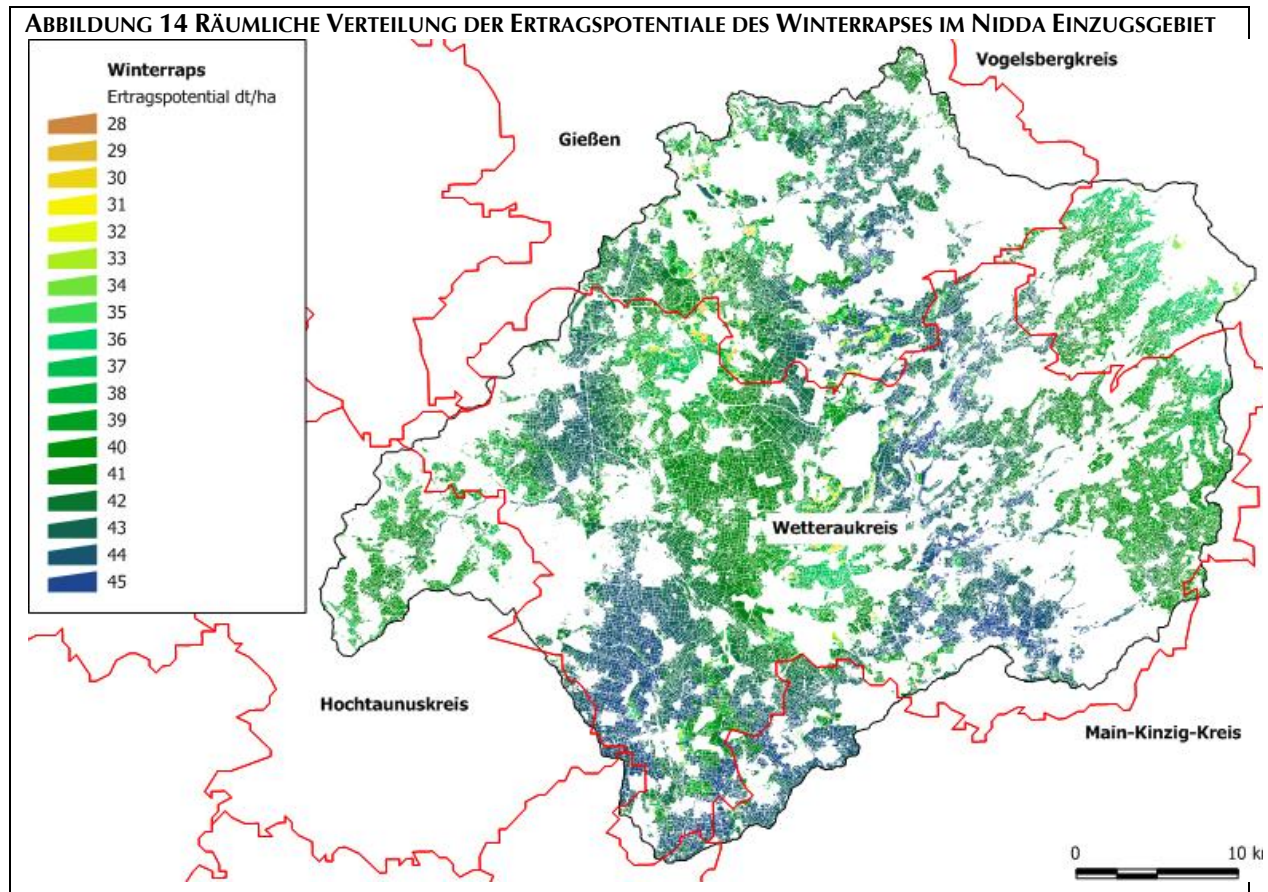 ABBILDUNG 14 RÄUMLICHE VERTEILUNG DER ERTRAGSPOTENTIALE DES WINTERRAPSES IM NIDDA EINZUGSGEBIET
Winterraps
Ertragspotential dt/ha
28
29
30
31
32
33
34
35
36
37
38
39
40
41
42
43
44
45
Vogelsbergkreis
Gießen
Wetteraukreis
Hochtaunuskreis
Main-Kinzig-Kreis
0 10 km